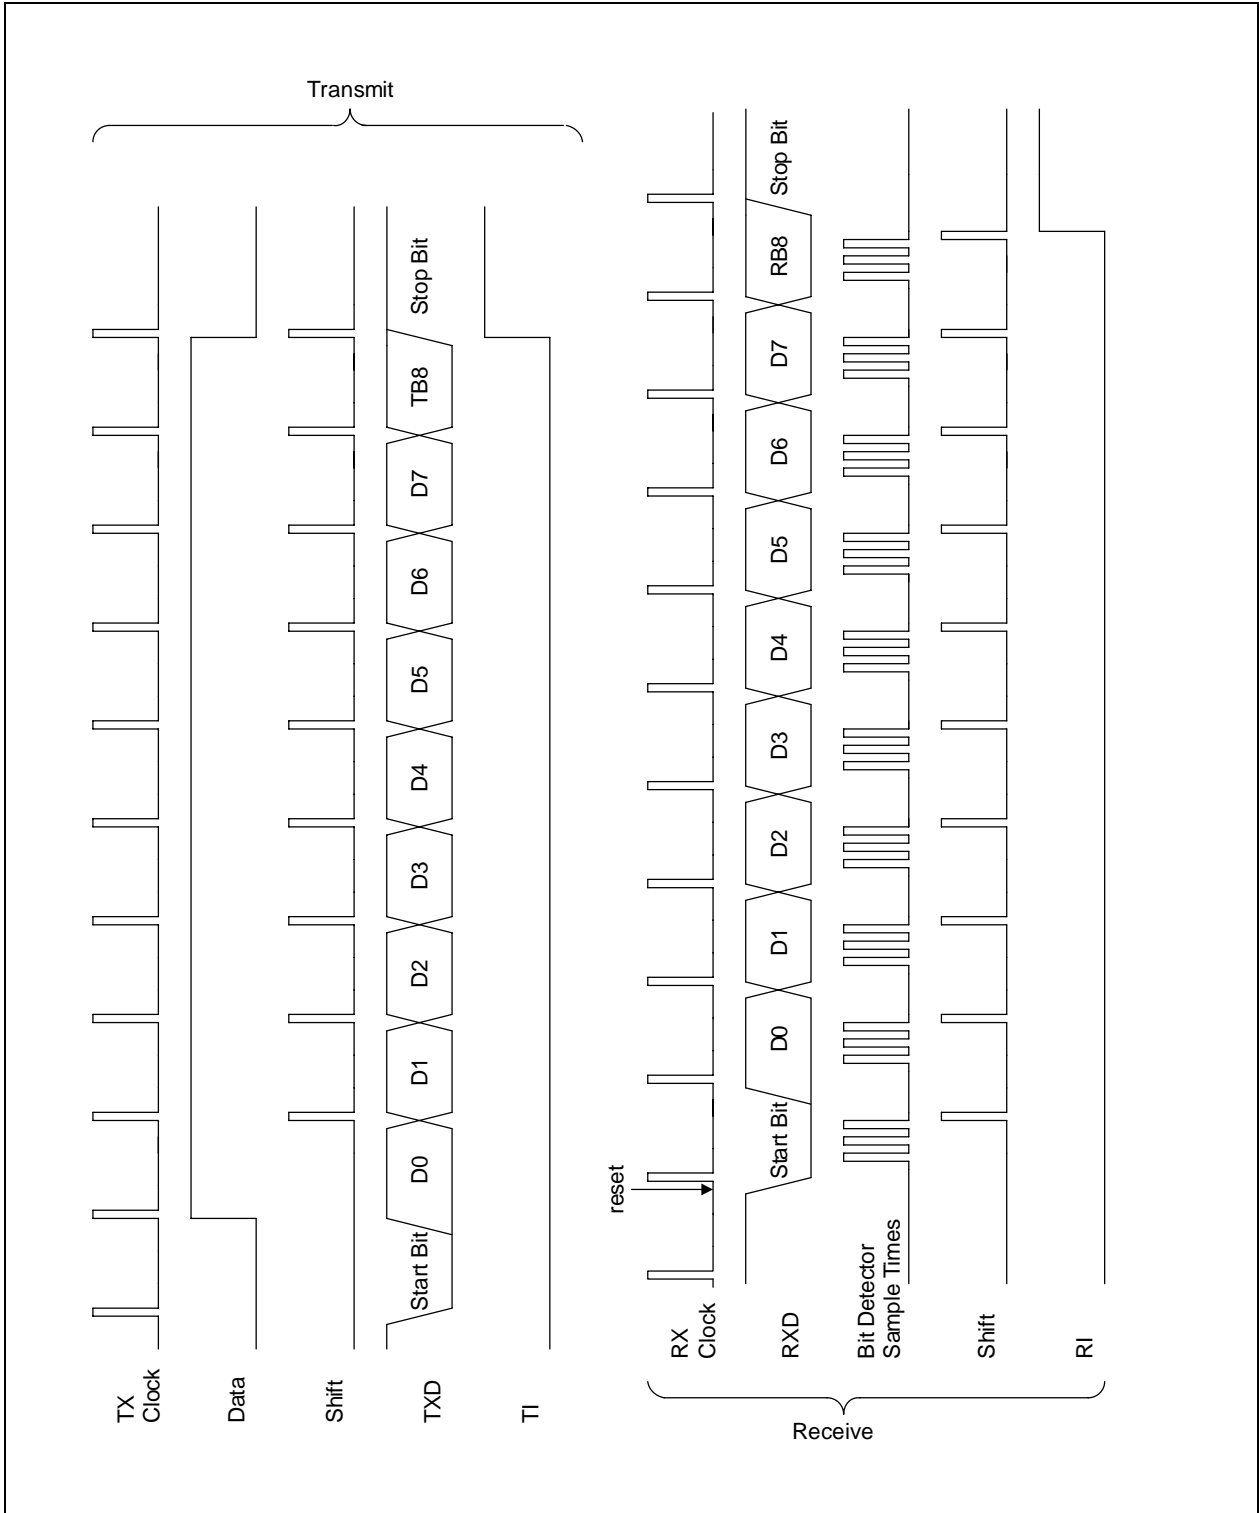 Transmit
TX
Clock
Data
Shift
TXD
Start Bit
D0
D1
D2
D3
D4
D5
D6
D7
TB8
Stop Bit
TI
RX
Clock
reset
RXD
Start Bit
D0
D1
D2
D3
D4
D5
D6
D7
RB8
Stop Bit
Bit Detector
Sample Times
Shift
RI
Receive